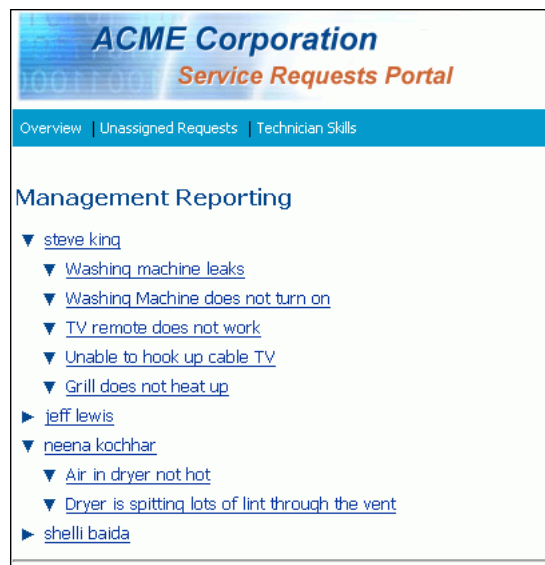 ACME Corporation
Service Requests Portal
Overview | Unassigned Requests | Technician Skills
Management Reporting
▼ steve king
▼ Washing machine leaks
▼ Washing Machine does not turn on
▼ TV remote does not work
▼ Unable to hook up cable TV
▼ Grill does not heat up
► jeff lewis
▼ neena kochhar
▼ Air in dryer not hot
▼ Dryer is spitting lots of lint through the vent
► shelli baida